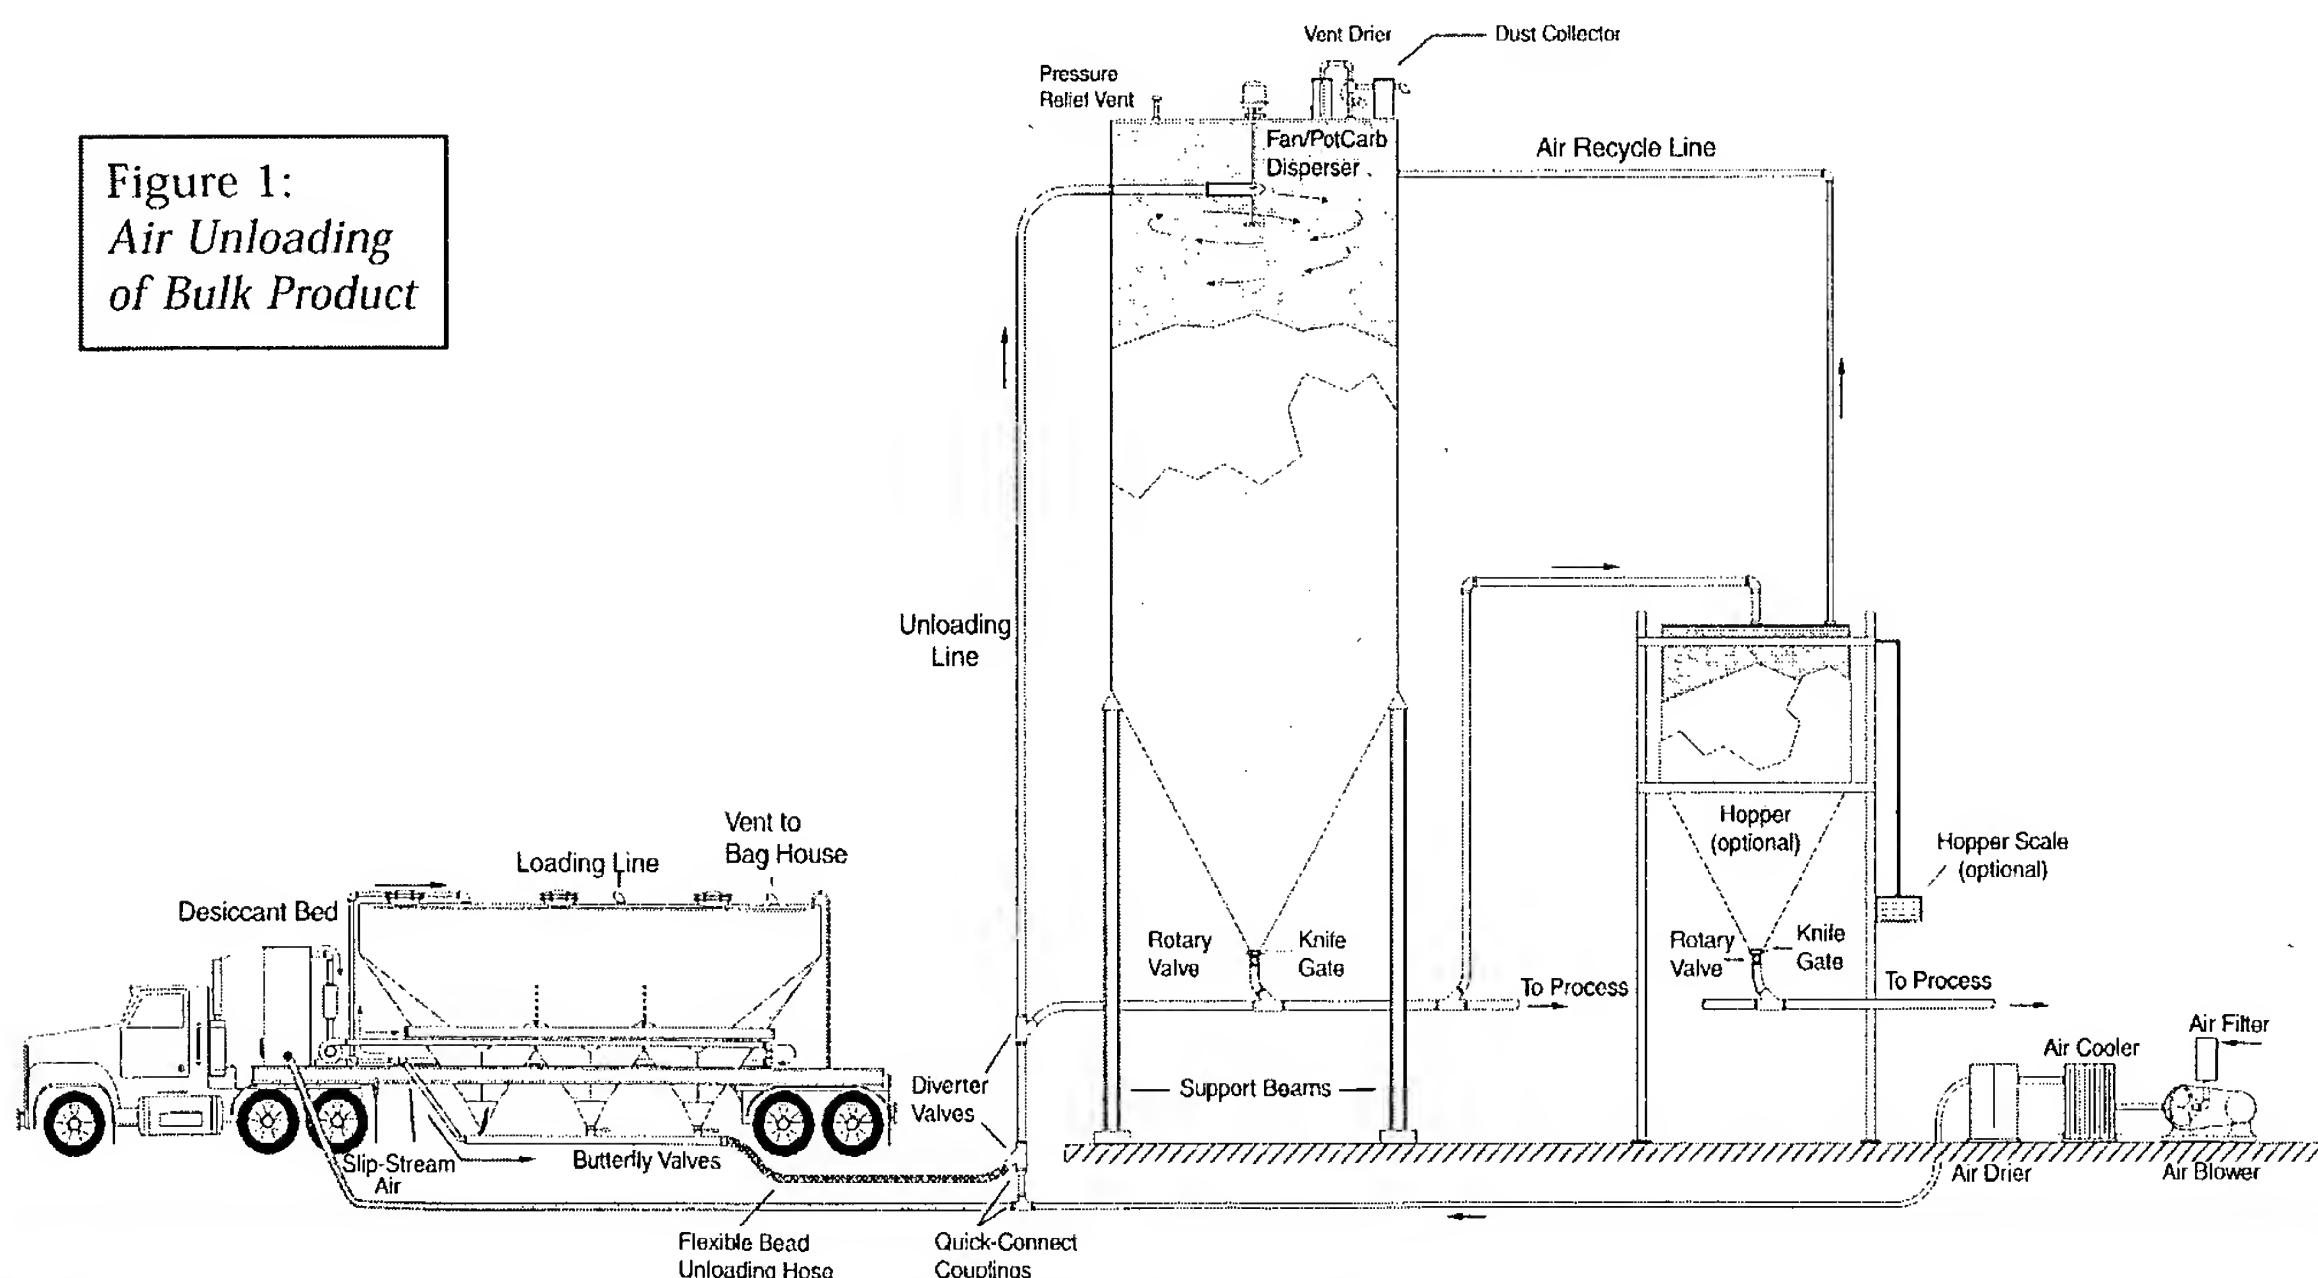 Figure 1:
Air Unloading
of Bulk Product
Vent Drier
Dust Collector
Pressure
Relief Vent
Fan/PotCarb
Disperser
Air Recycle Line
Unloading
Line
Vent to
Bag House
Loading Line
Desiccant Bed
Hopper
(optional)
Hopper Scale
(optional)
Rotary
Valve
Knife
Gate
To Process
Rotary
Valve
Knife
Gate
To Process
Air Filter
Air Cooler
Diverter
Valves
Support Beams
Slip-Stream
Air
Butterfly Valves
Air Drier
Air Blower
Flexible Bead
Unloading Hose
Quick-Connect
Couplings